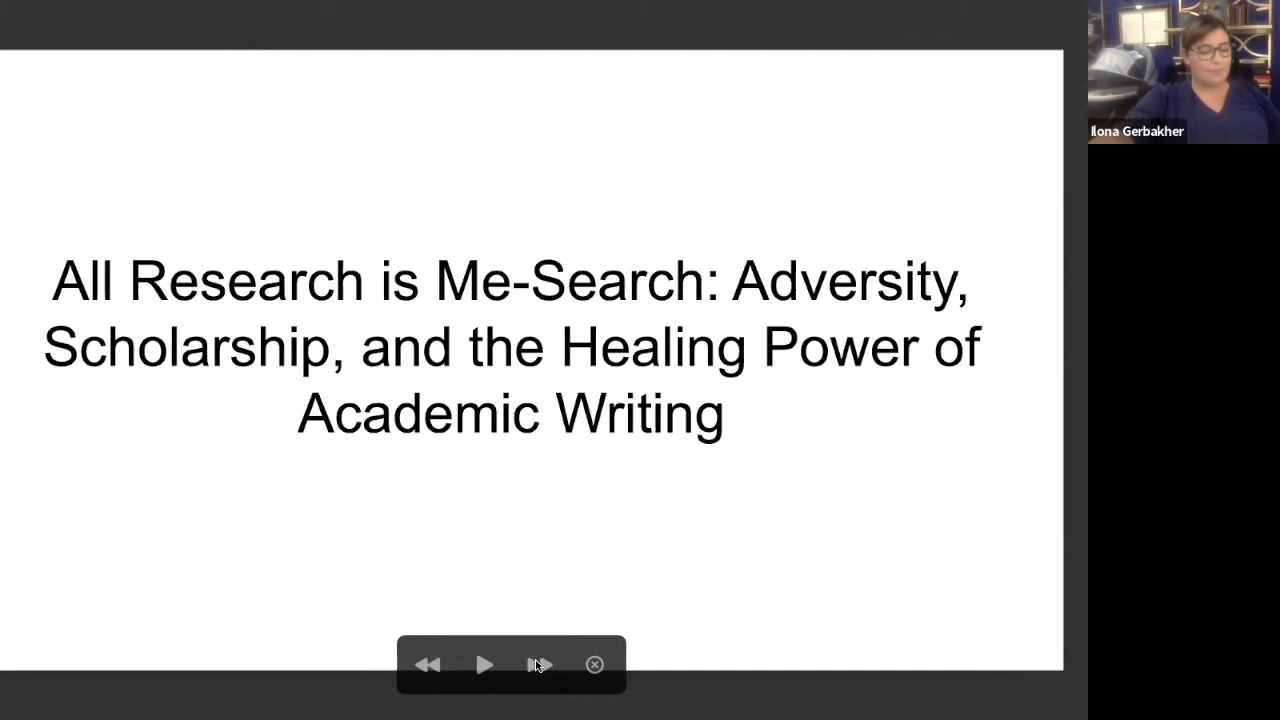 All Research is Me-Search: Adversity,
Scholarship, and the Healing Power of
Academic Writing
Ilona Gerbakher